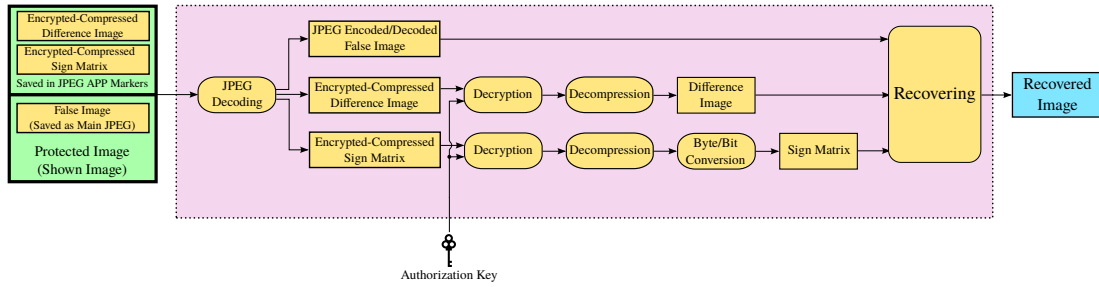 Encrypted-Compressed
Difference Image
Encrypted-Compressed
Sign Matrix
Saved in JPEG APP Markers
False Image
(Saved as Main JPEG)
Protected Image
(Shown Image)
JPEG
Decoding
JPEG Encoded/Decoded
False Image
Encrypted-Compressed
Difference Image
Decryption
Decompression
Difference
Image
Encrypted-Compressed
Sign Matrix
Decryption
Decompression
Byte/Bit
Conversion
Sign Matrix
Recovering
Recovered
Image
Authorization Key